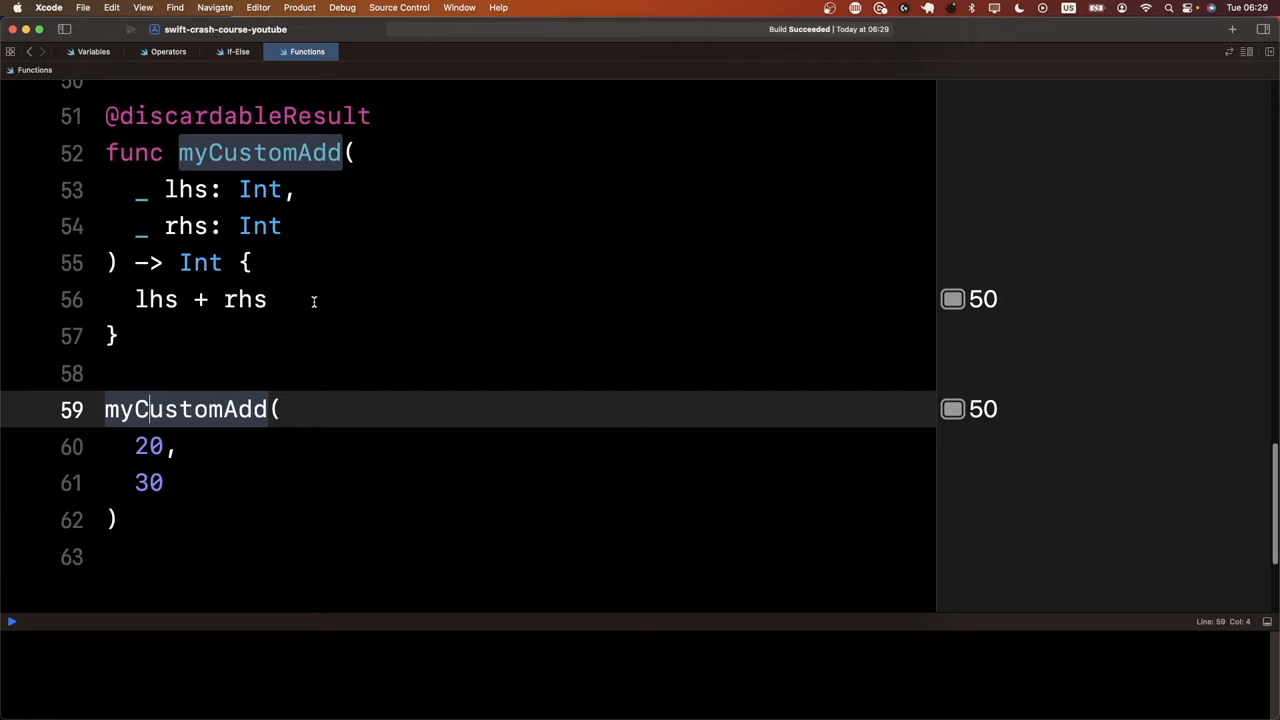 Xcode File Edit View Find Navigate Editor Product Debug Source Control Window Help US Tue 06:29
swift-crash-course-youtube Build Succeeded | Today at 06:29
Variables Operators If-Else Functions
Functions
50
51 @discardableResult
52 func myCustomAdd(
53 _ lhs: Int,
54 _ rhs: Int
55 ) -> Int {
56 lhs + rhs 50
57 }
58
59 myCustomAdd( 50
60 20,
61 30
62 )
63
Line: 59 Col: 4